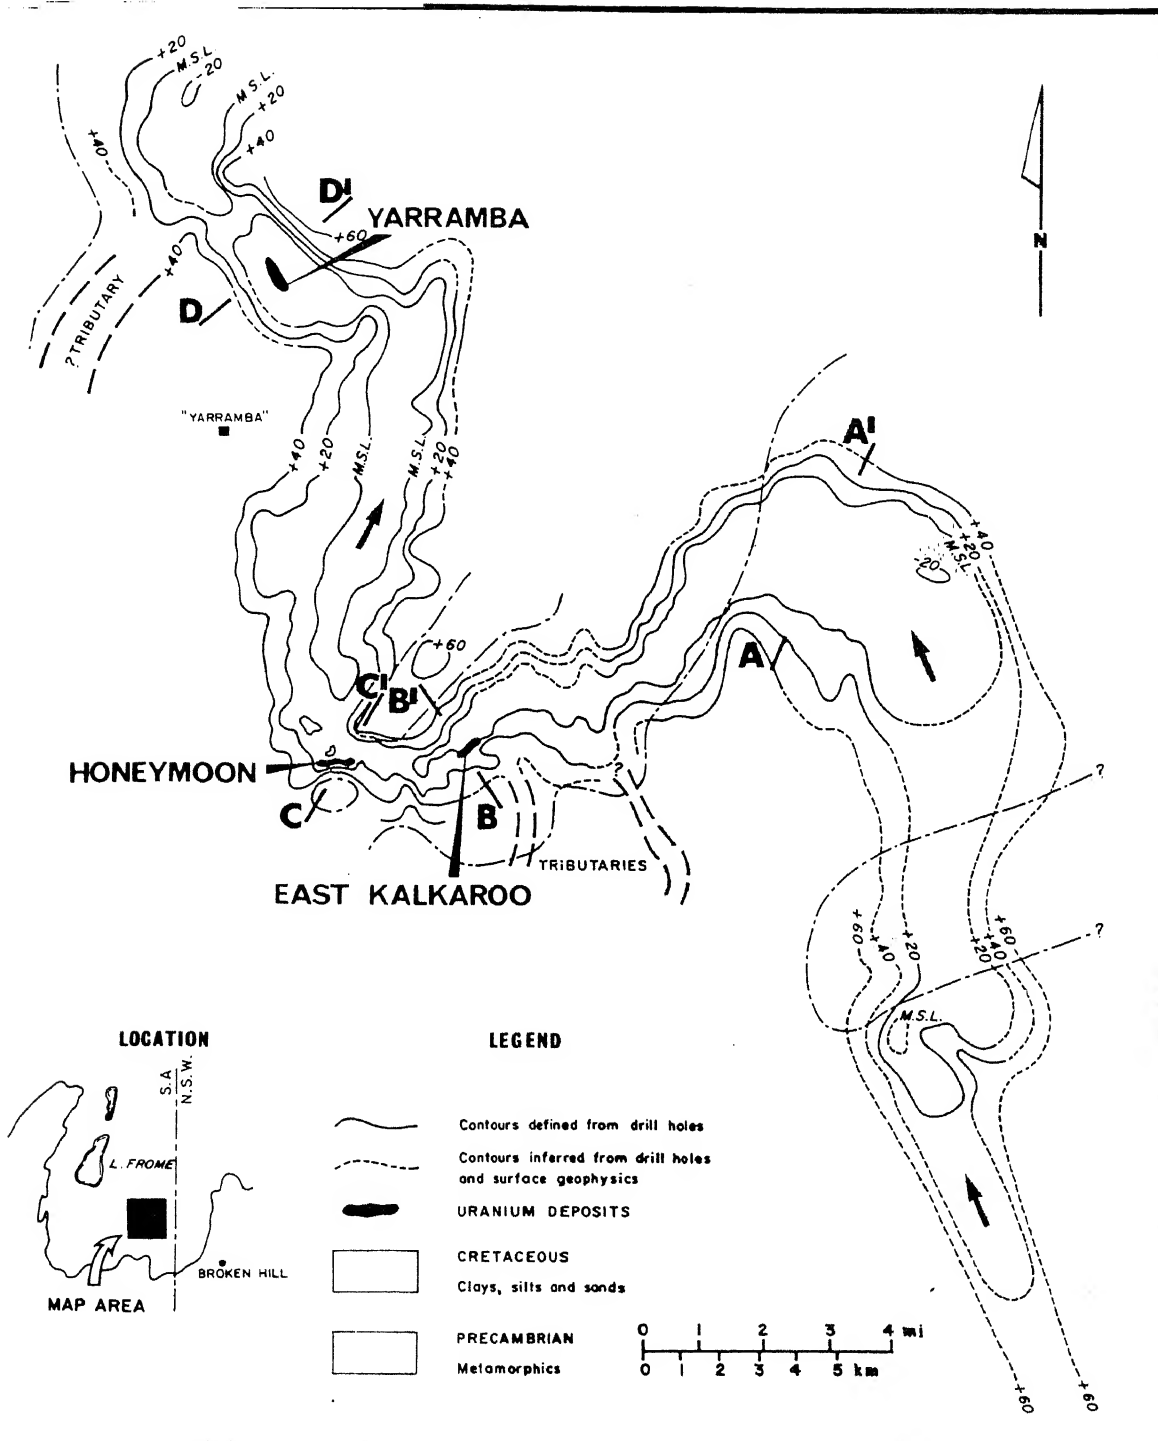 +20
M.S.L.
-20
M.S.L.
+20
+40
+40
D'
YARRAMBA
+60
+40
D
?TRIBUTARY
N
"YARRAMBA"
+40
+20
M.S.L.
M.S.L.
+20
+40
A'
+40
+20
M.S.L.
-20
+60
A
C'
B'
HONEYMOON
C
B
?
?
TRIBUTARIES
EAST KALKAROO
+60
+40
+20
+20
+40
+60
?
M.S.L.
LOCATION
S.A
N.S.W.
L. FROME
BROKEN HILL
MAP AREA
LEGEND
Contours defined from drill holes
Contours inferred from drill holes
and surface geophysics
URANIUM DEPOSITS
CRETACEOUS
Clays, silts and sands
PRECAMBRIAN
Metamorphics
0 1 2 3 4 mi
0 1 2 3 4 5 km
+60
+60